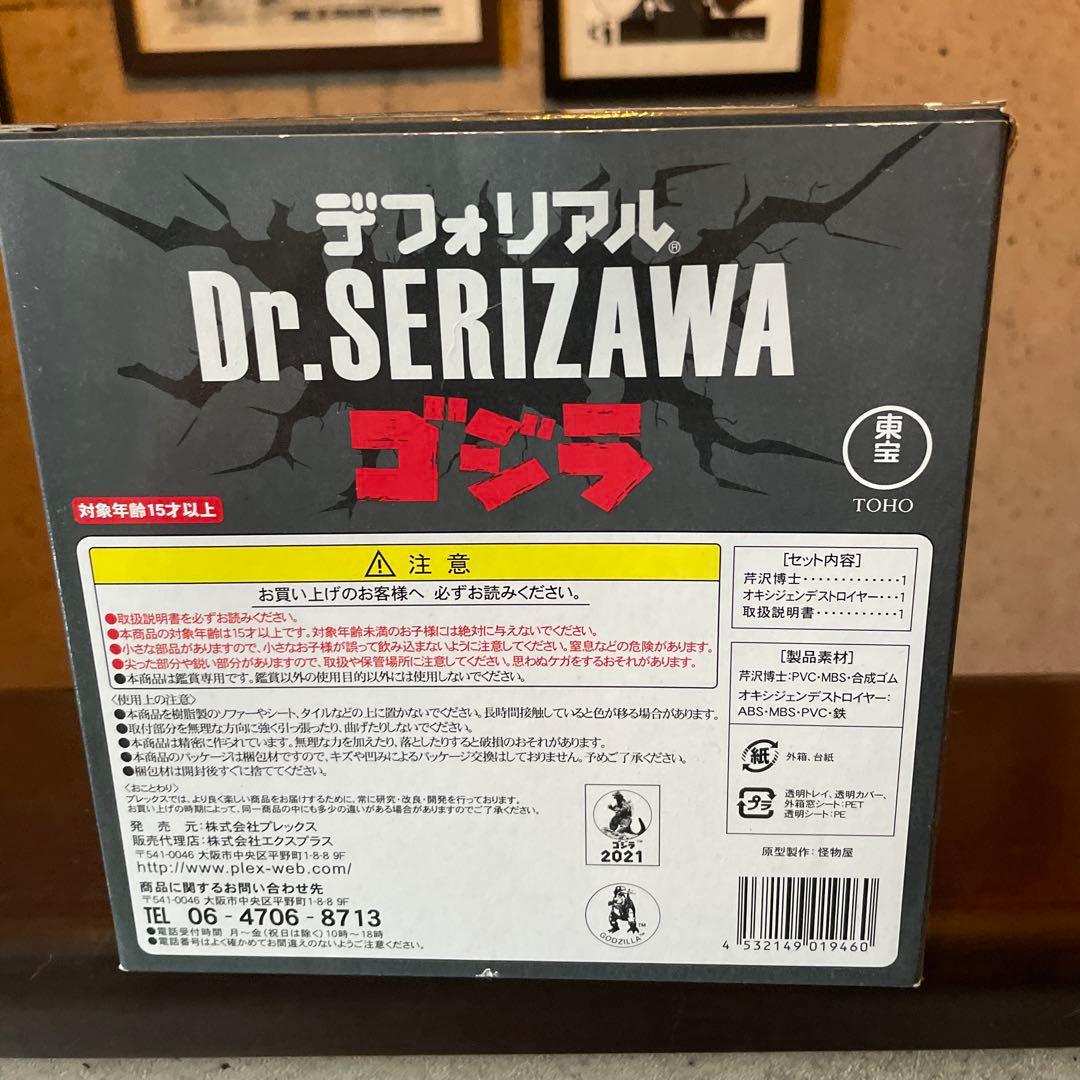 デフォリアル®
Dr.SERIZAWA
ゴジラ
東宝
TOHO
対象年齢15才以上
⚠ 注意
お買い上げのお客様へ 必ずお読みください。
●取扱説明書を必ずお読みください。
●本商品の対象年齢は15才以上です。対象年齢未満のお子様には絶対に与えないでください。
●小さな部品がありますので、小さなお子様が誤って飲み込まないように注意してください。窒息などの危険があります。
●尖った部分や鋭い部分がありますので、取扱や保管場所に注意してください。思わぬケガをするおそれがあります。
●本商品は鑑賞専用です。鑑賞以外の使用目的以外には使用しないでください。
〈使用上の注意〉
●本商品を樹脂製のソファーやシート、タイルなどの上に置かないでください。長時間接触していると色が移る場合があります。
●取付部分を無理な方向に強く引っ張ったり、曲げたりしないでください。
●本商品は精密に作られています。無理な力を加えたり、落としたりすると破損のおそれがあります。
●本商品のパッケージは梱包材ですので、キズや凹みによるパッケージ交換はしておりません。予めご了承ください。
●梱包材は開封後すぐに捨ててください。
〈おことわり〉
プレックスでは、より良く楽しい商品をお届けするために、常に研究・改良・開発を行っております。
お買い上げの時期によって、同一商品の中にも多少の違いがある場合がありますのでご了承ください。
発 売 元：株式会社プレックス
販売代理店：株式会社エクスプラス
〒541-0046 大阪市中央区平野町1-8-8 9F
http://www.plex-web.com/
商品に関するお問い合わせ先
〒541-0046 大阪市中央区平野町1-8-8 9F
TEL 06-4706-8713
●電話受付時間 月～金(祝日は除く)10時～18時
●電話番号はよく確かめてお間違えのないようご注意ください。
ゴジラ™
2021
™
GODZILLA™
[セット内容]
芹沢博士・・・・・・・・・・・・・1
オキシジェンデストロイヤー・・・1
取扱説明書・・・・・・・・・・・1
[製品素材]
芹沢博士：PVC・MBS・合成ゴム
オキシジェンデストロイヤー：
ABS・MBS・PVC・鉄
紙
外箱、台紙
プラ
透明トレイ、透明カバー、
外箱窓シート：PET
透明シート：PE
原型製作：怪物屋
4 532149 019460